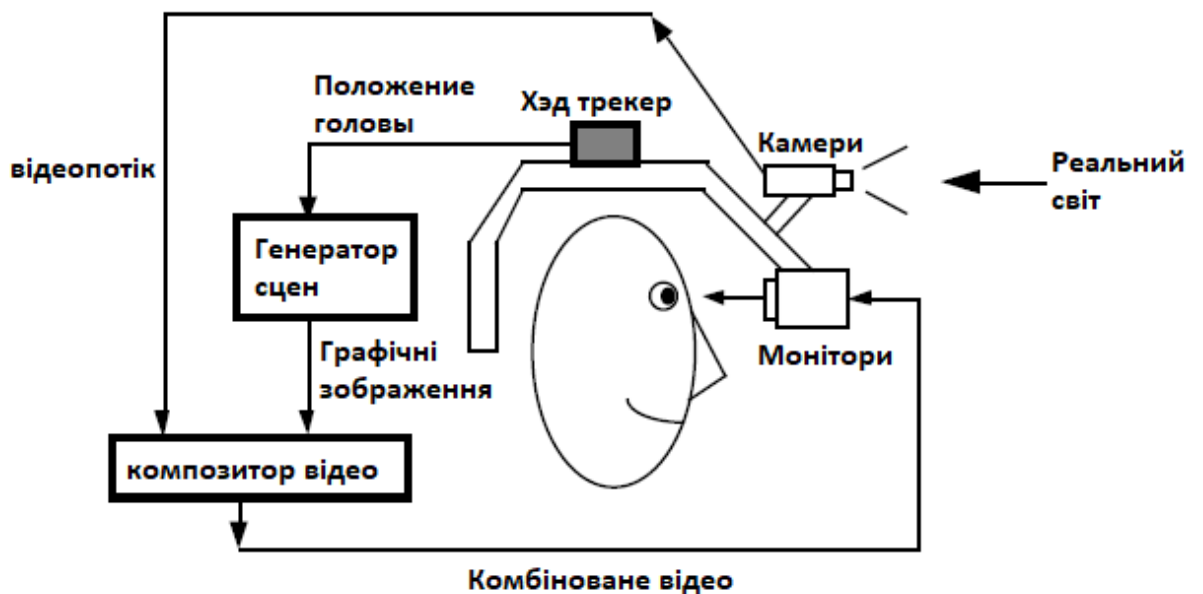 Положение
головы
Хэд трекер
Камери
Реальний
світ
відеопотік
Генератор
сцен
Графічні
зображення
Монітори
композитор відео
Комбіноване відео